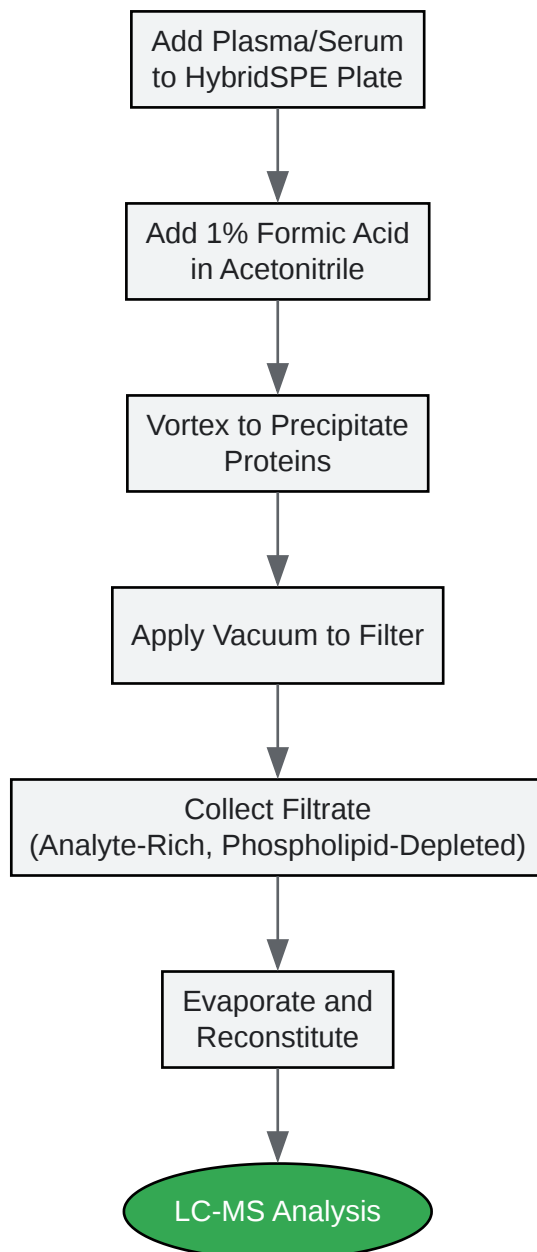 Add Plasma/Serum
to HybridSPE Plate
Add 1% Formic Acid
in Acetonitrile
Vortex to Precipitate
Proteins
Apply Vacuum to Filter
Collect Filtrate
(Analyte-Rich, Phospholipid-Depleted)
Evaporate and
Reconstitute
LC-MS Analysis